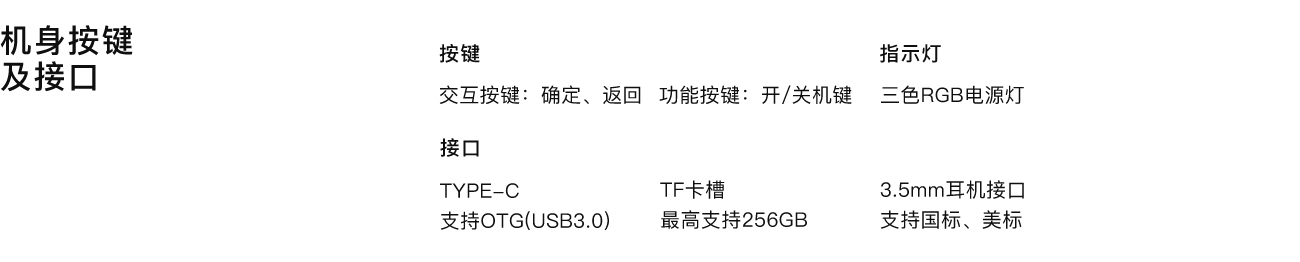 机身按键
及接口
按键
指示灯
交互按键：确定、返回 功能按键：开/关机键 三色RGB电源灯
接口
TYPE-C TF卡槽 3.5mm耳机接口
支持OTG(USB3.0) 最高支持256GB 支持国标、美标